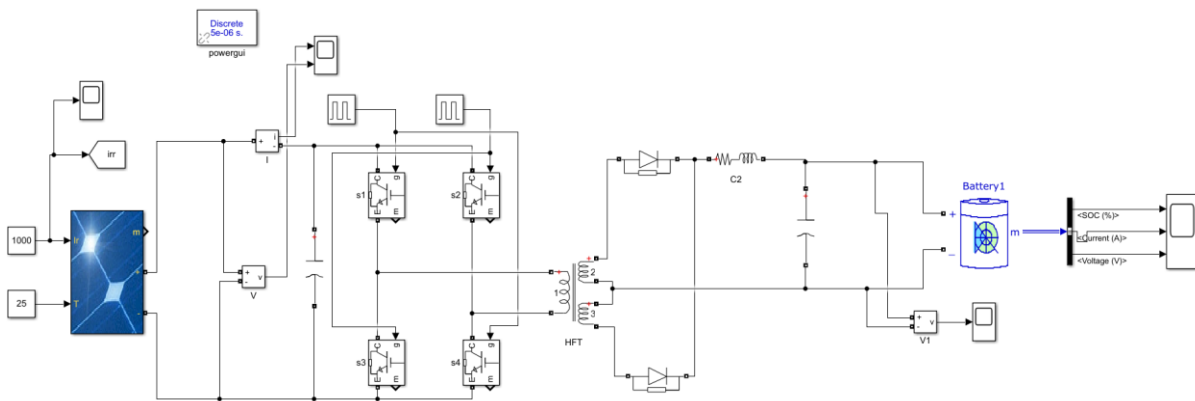 Discrete
5e-06 s.
powergui
irr
i
+
-
I
1000
Ir
m
+
25
T
-
+
-
v
V
s1
C
g
E
m
s2
C
g
E
m
s3
C
g
E
m
s4
C
g
E
m
1
2
3
HFT
C2
Battery1
+
m
_
<SOC (%)>
<Current (A)>
<Voltage (V)>
+
-
v
V1